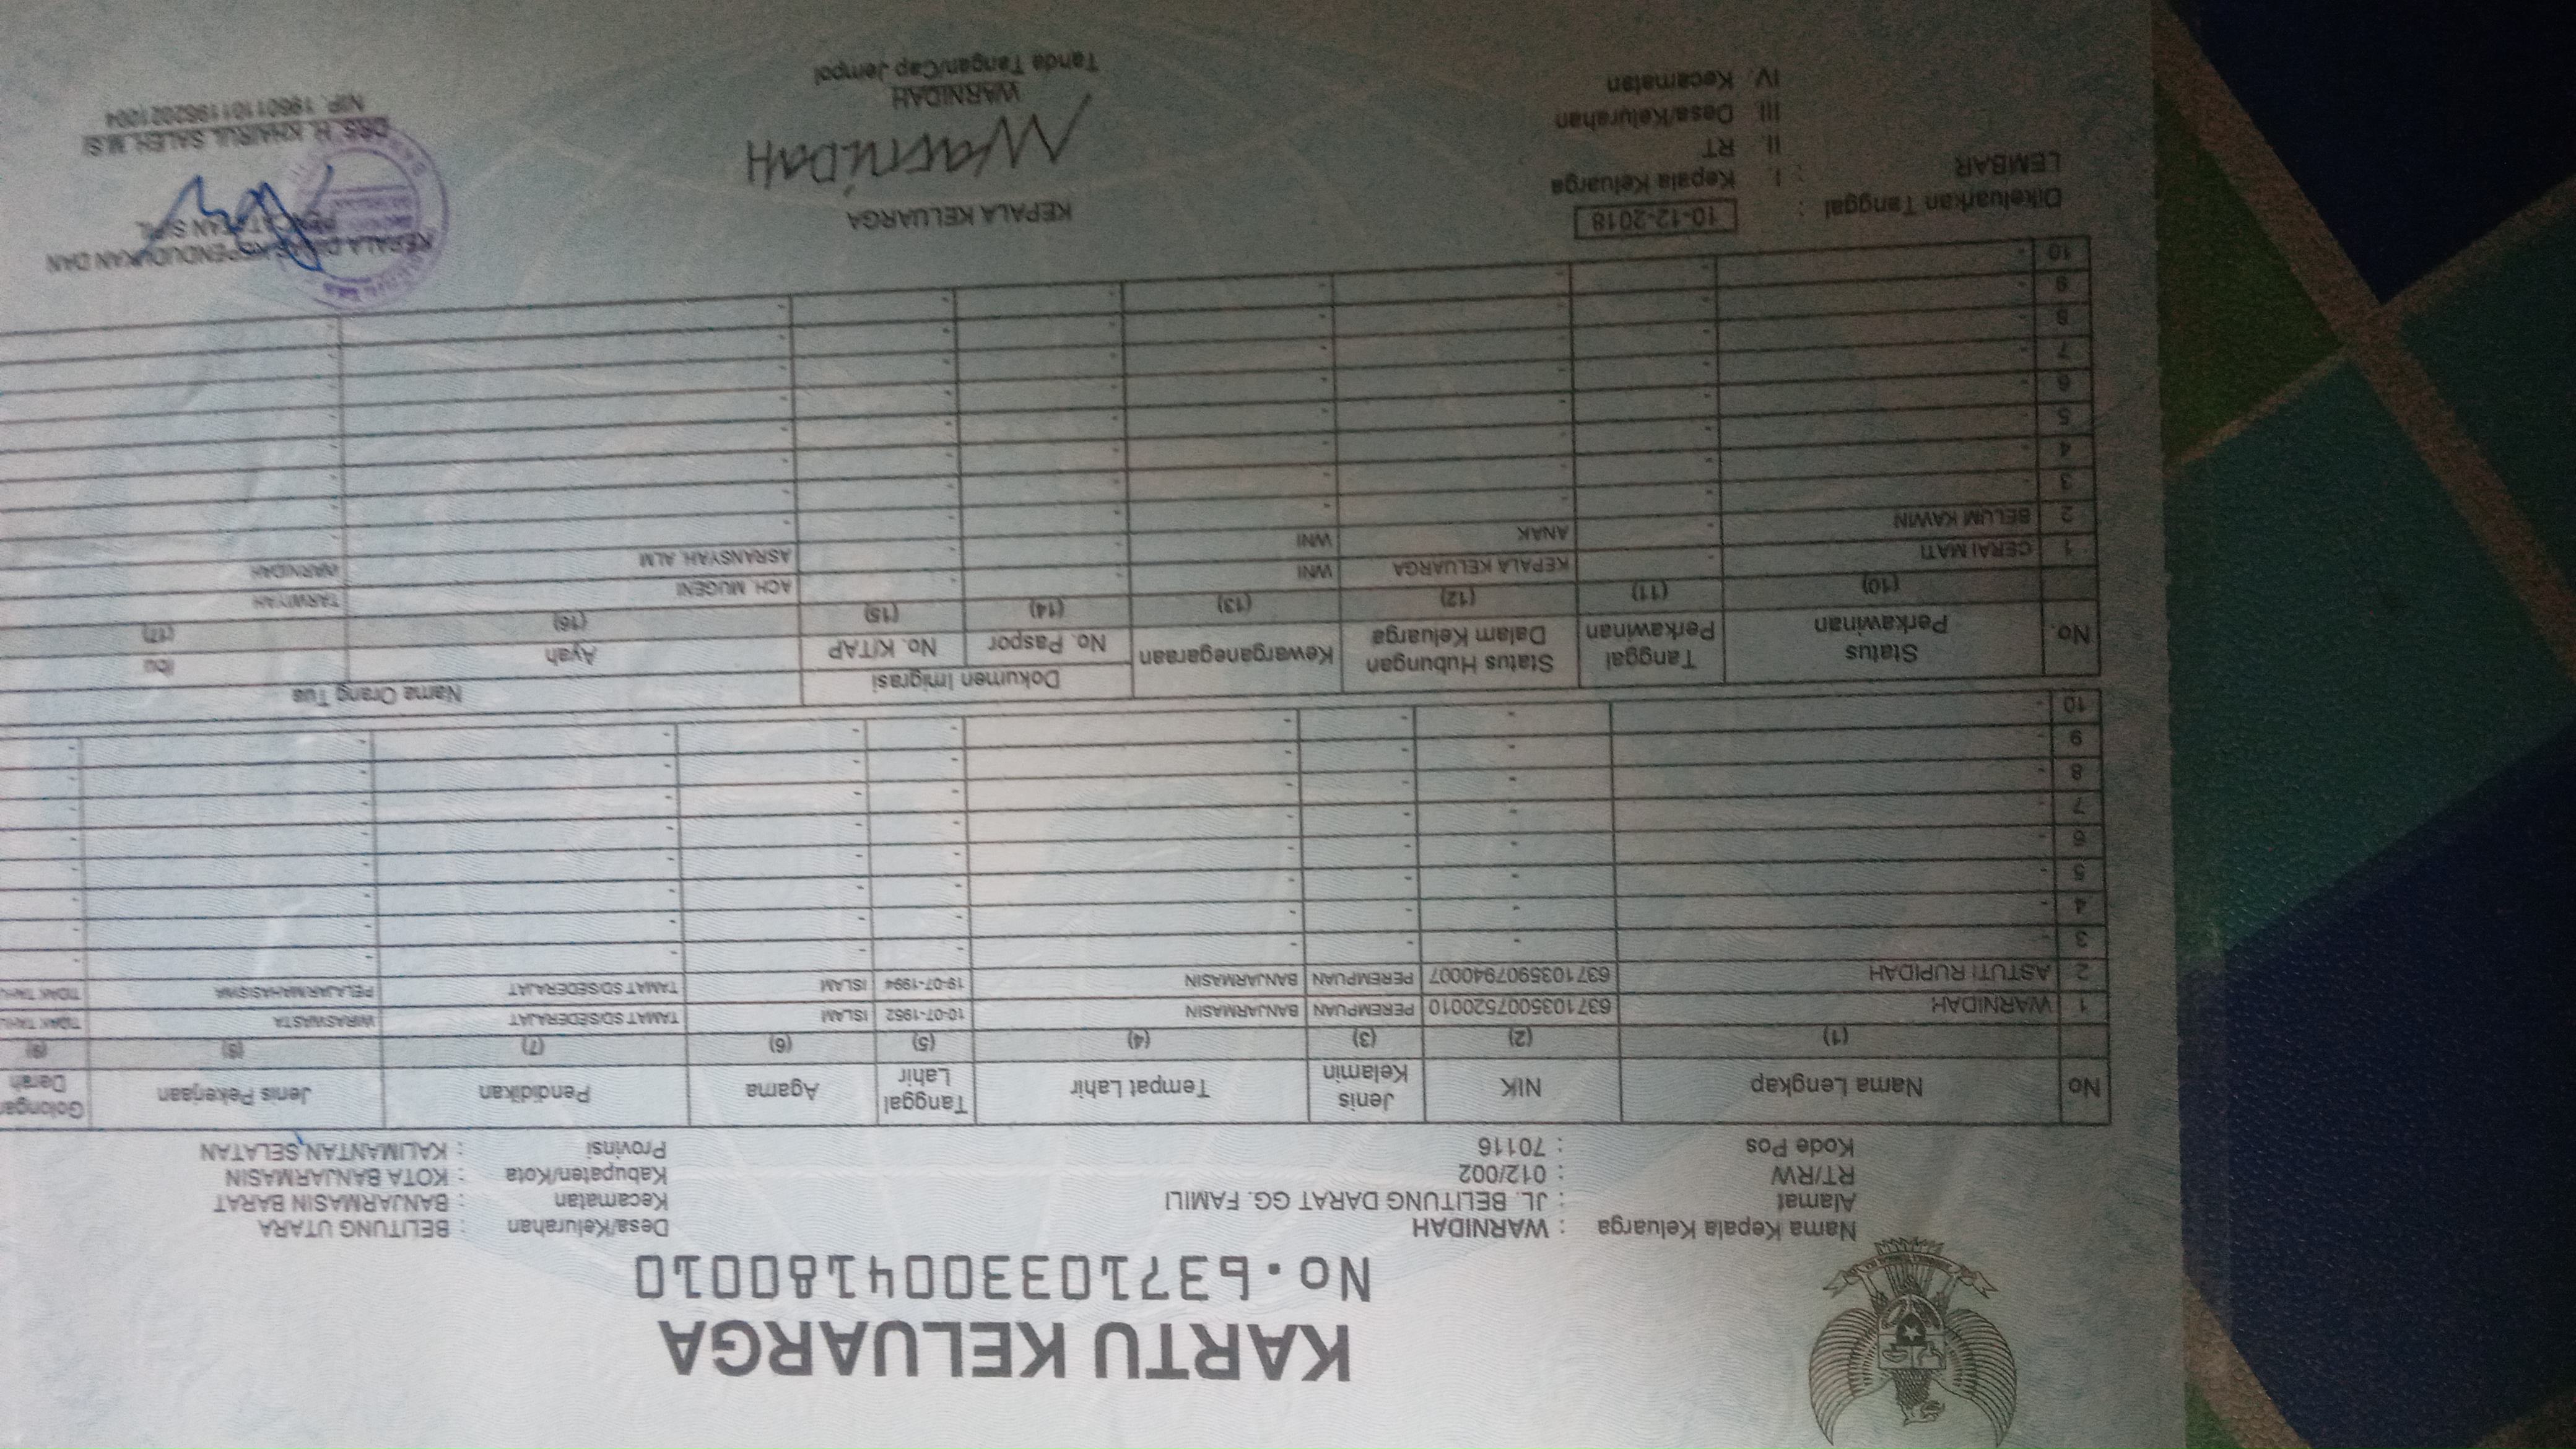 KARTU KELUARGA
No.6371033004180010
Nama Kepala Keluarga : WARNIDAH
Alamat : JL. BELITUNG DARAT GG. FAMILI
RT/RW : 012/002
Kode Pos : 70116
Desa/Kelurahan : BELITUNG UTARA
Kecamatan : BANJARMASIN BARAT
Kabupaten/Kota : KOTA BANJARMASIN
Provinsi : KALIMANTAN SELATAN
No Nama Lengkap NIK Jenis Kelamin Tempat Lahir Tanggal Lahir Agama Pendidikan Jenis Pekerjaan Golongan Darah
(1) (2) (3) (4) (5) (6) (7) (8) (9)
1 WARNIDAH 6371035007520010 PEREMPUAN BANJARMASIN 10-07-1952 ISLAM TAMAT SD/SEDERAJAT WIRASWASTA TIDAK TAHU
2 ASTUTI RUPIDAH 6371035907940007 PEREMPUAN BANJARMASIN 19-07-1994 ISLAM TAMAT SD/SEDERAJAT PELAJAR/MAHASISWA TIDAK TAHU
3 - - - - - - - -
4 - - - - - - - -
5 - - - - - - - -
6 - - - - - - - -
7 - - - - - - - -
8 - - - - - - - -
9 - - - - - - - -
10 - - - - - - - -
No. Status Perkawinan Tanggal Perkawinan Status Hubungan Dalam Keluarga Kewarganegaraan Dokumen Imigrasi Nama Orang Tua
No. Paspor No. KITAP Ayah Ibu
(10) (11) (12) (13) (14) (15) (16) (17)
1 CERAI MATI - KEPALA KELUARGA WNI - - ACH. MUGENI TARWIYAH
2 BELUM KAWIN - ANAK WNI - - ASRANSYAH. ALM WARNIDAH
3 - - - - - - - -
4 - - - - - - - -
5 - - - - - - - -
6 - - - - - - - -
7 - - - - - - - -
8 - - - - - - - -
9 - - - - - - - -
10 - - - - - - - -
Dikeluarkan Tanggal : 10-12-2018
LEMBAR : I. Kepala Keluarga
II. RT
III. Desa/Kelurahan
IV. Kecamatan
KEPALA KELUARGA
WARNIDAH
WARNIDAH
Tanda Tangan/Cap Jempol
KEPALA DINAS KEPENDUDUKAN DAN
PENCATATAN SIPIL
DRS. H. KHAIRUL SALEH, M.SI
NIP. 196011011985021004